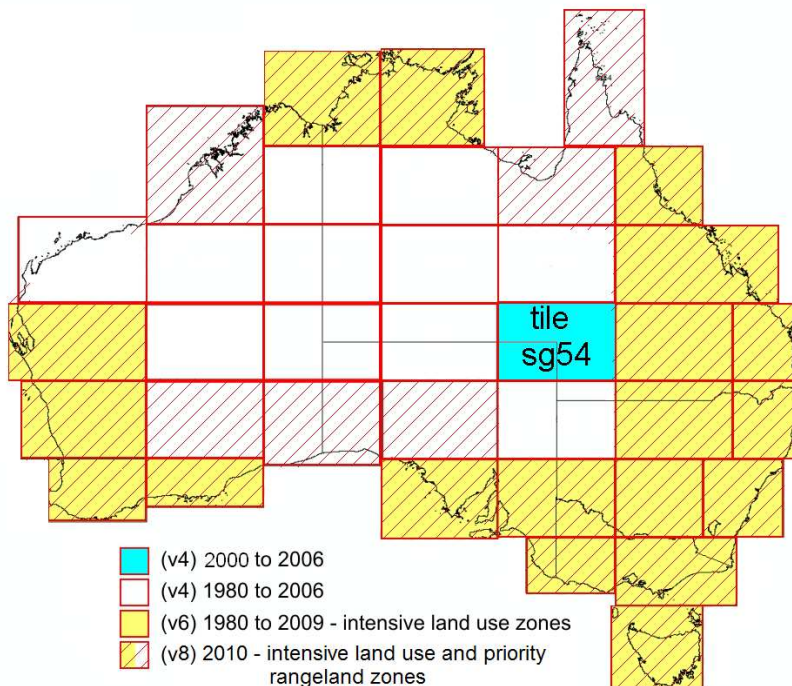 tile
sg54
(v4) 2000 to 2006
(v4) 1980 to 2006
(v6) 1980 to 2009 - intensive land use zones
(v8) 2010 - intensive land use and priority
rangeland zones